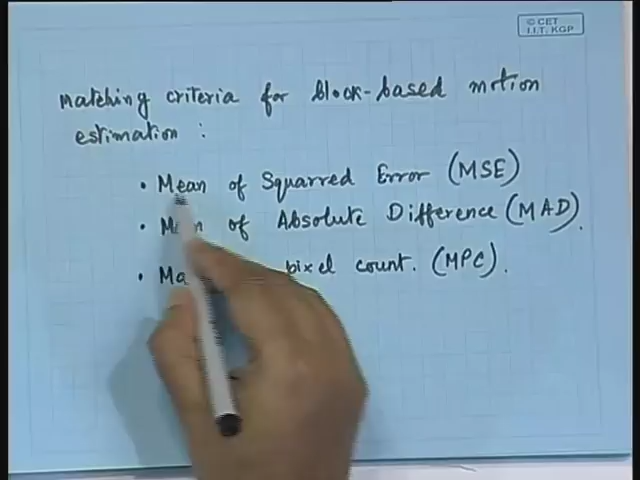 © CET
I.I.T. KGP
Matching criteria for block-based motion
estimation :
• Mean of Squarred Error (MSE)
• of Absolute Difference (MAD).
• pixel count. (MPC).